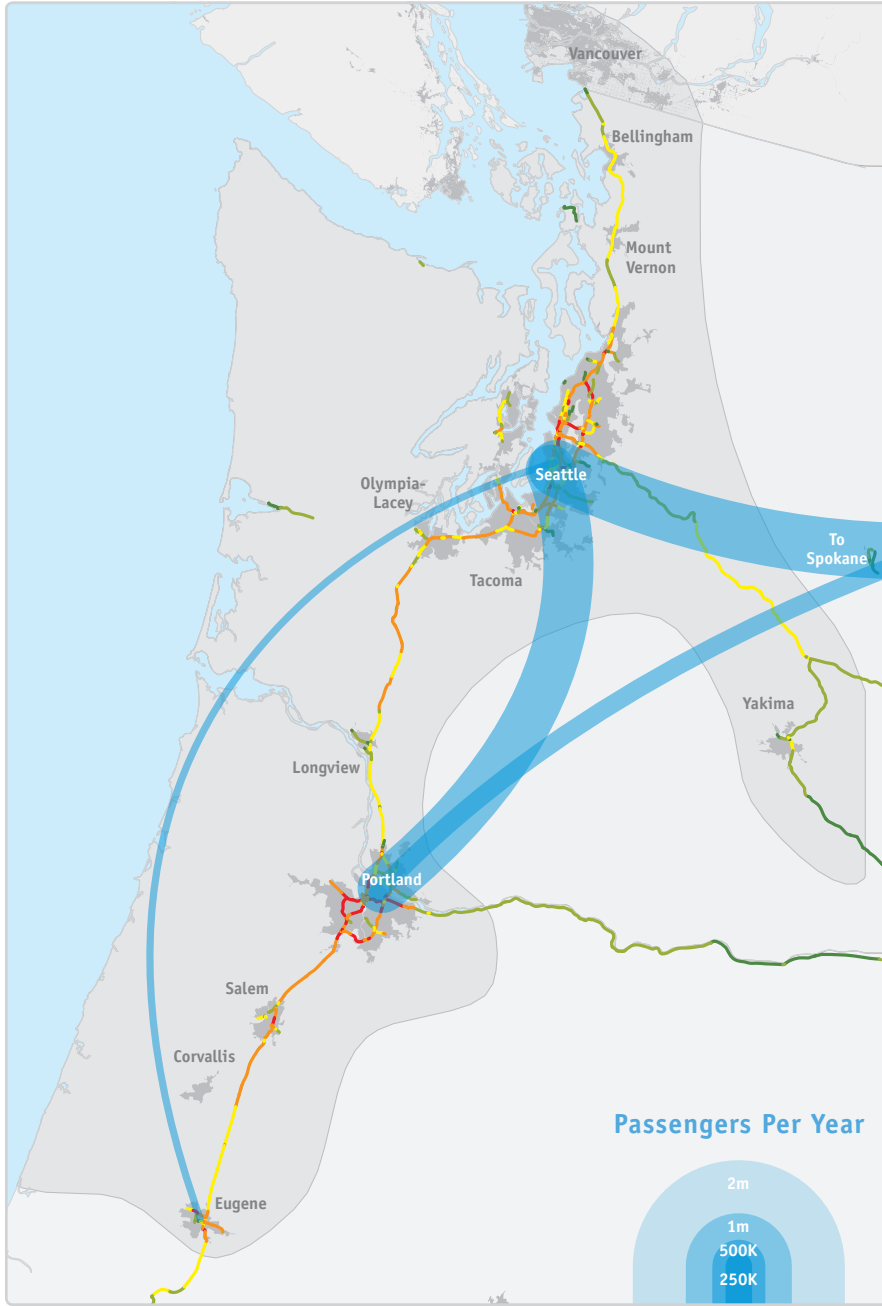 Vancouver
Bellingham
Mount
Vernon
Seattle
Olympia-
Lacey
To
Spokane
Tacoma
Yakima
Longview
Portland
Salem
Corvallis
Passengers Per Year
2m
Eugene
1m
500K
250K